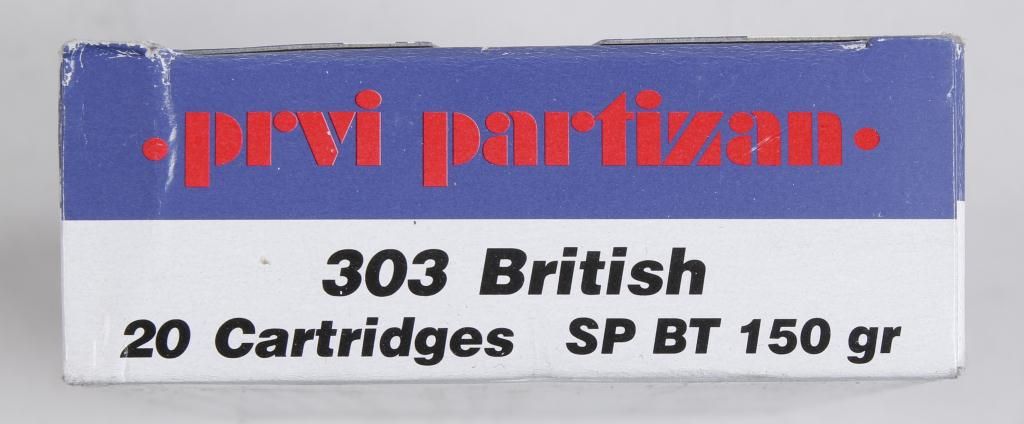 • prvi partizan •
303 British
20 Cartridges SP BT 150 gr